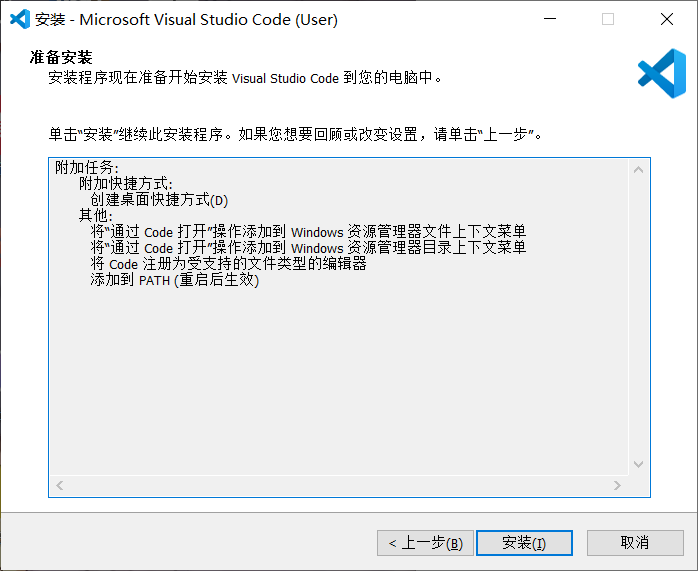 安装 - Microsoft Visual Studio Code (User)
准备安装
安装程序现在准备开始安装 Visual Studio Code 到您的电脑中。
单击“安装”继续此安装程序。如果您想要回顾或改变设置，请单击“上一步”。
附加任务:
附加快捷方式:
创建桌面快捷方式(D)
其他:
将“通过 Code 打开”操作添加到 Windows 资源管理器文件上下文菜单
将“通过 Code 打开”操作添加到 Windows 资源管理器目录上下文菜单
将 Code 注册为受支持的文件类型的编辑器
添加到 PATH (重启后生效)
< 上一步(B) 安装(I) 取消